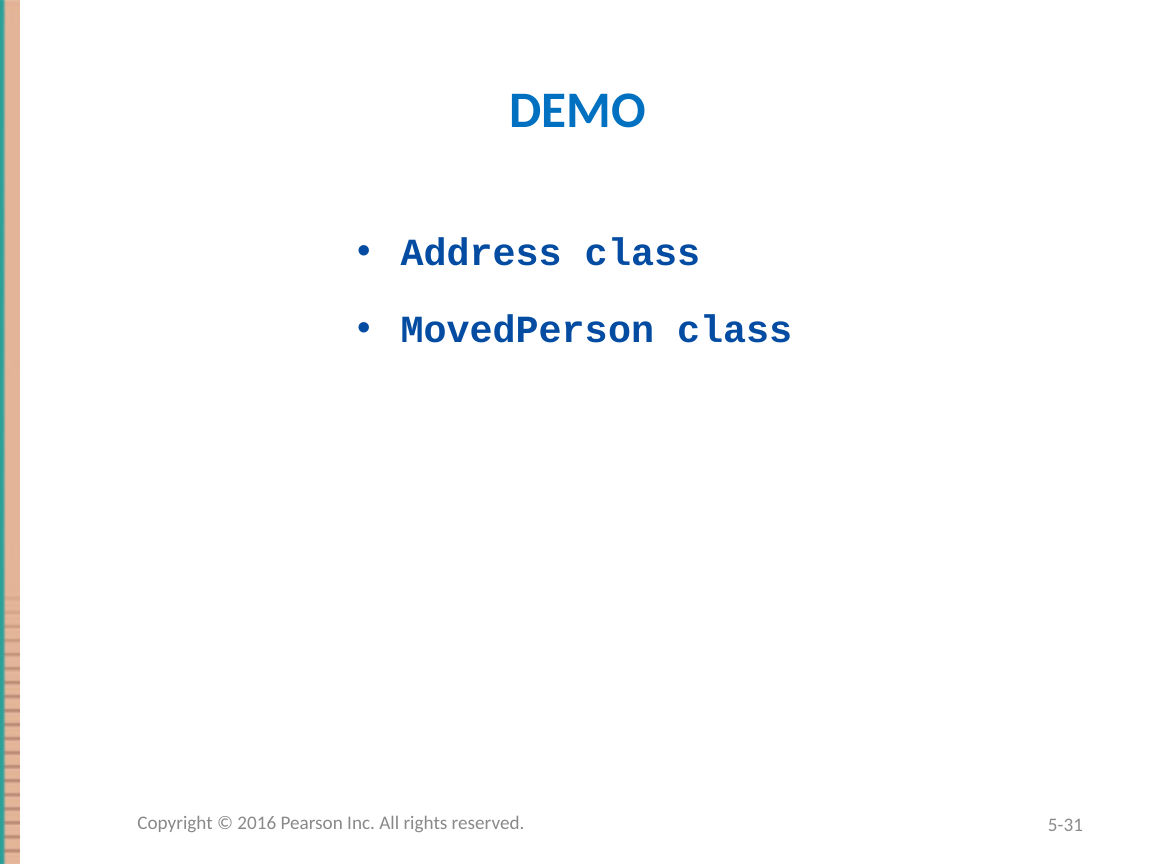 DEMO
• Address class
• MovedPerson class
Copyright © 2016 Pearson Inc. All rights reserved.
5-31